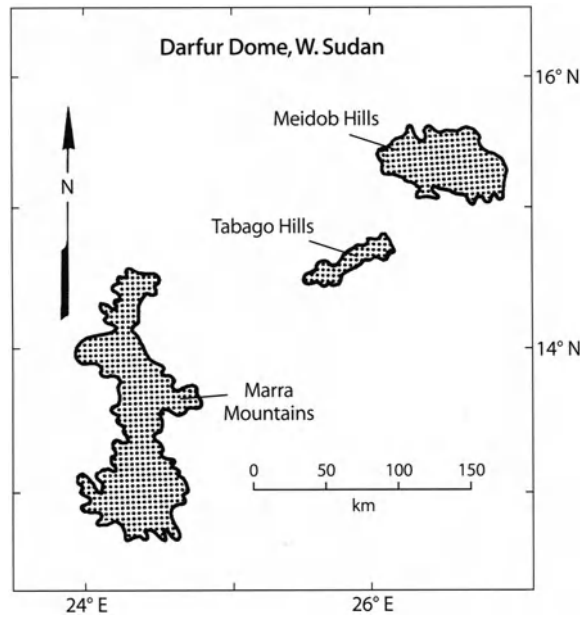 Darfur Dome, W. Sudan
16° N
Meidob Hills
N
Tabago Hills
14° N
Marra
Mountains
0 50 100 150
km
24° E 26° E